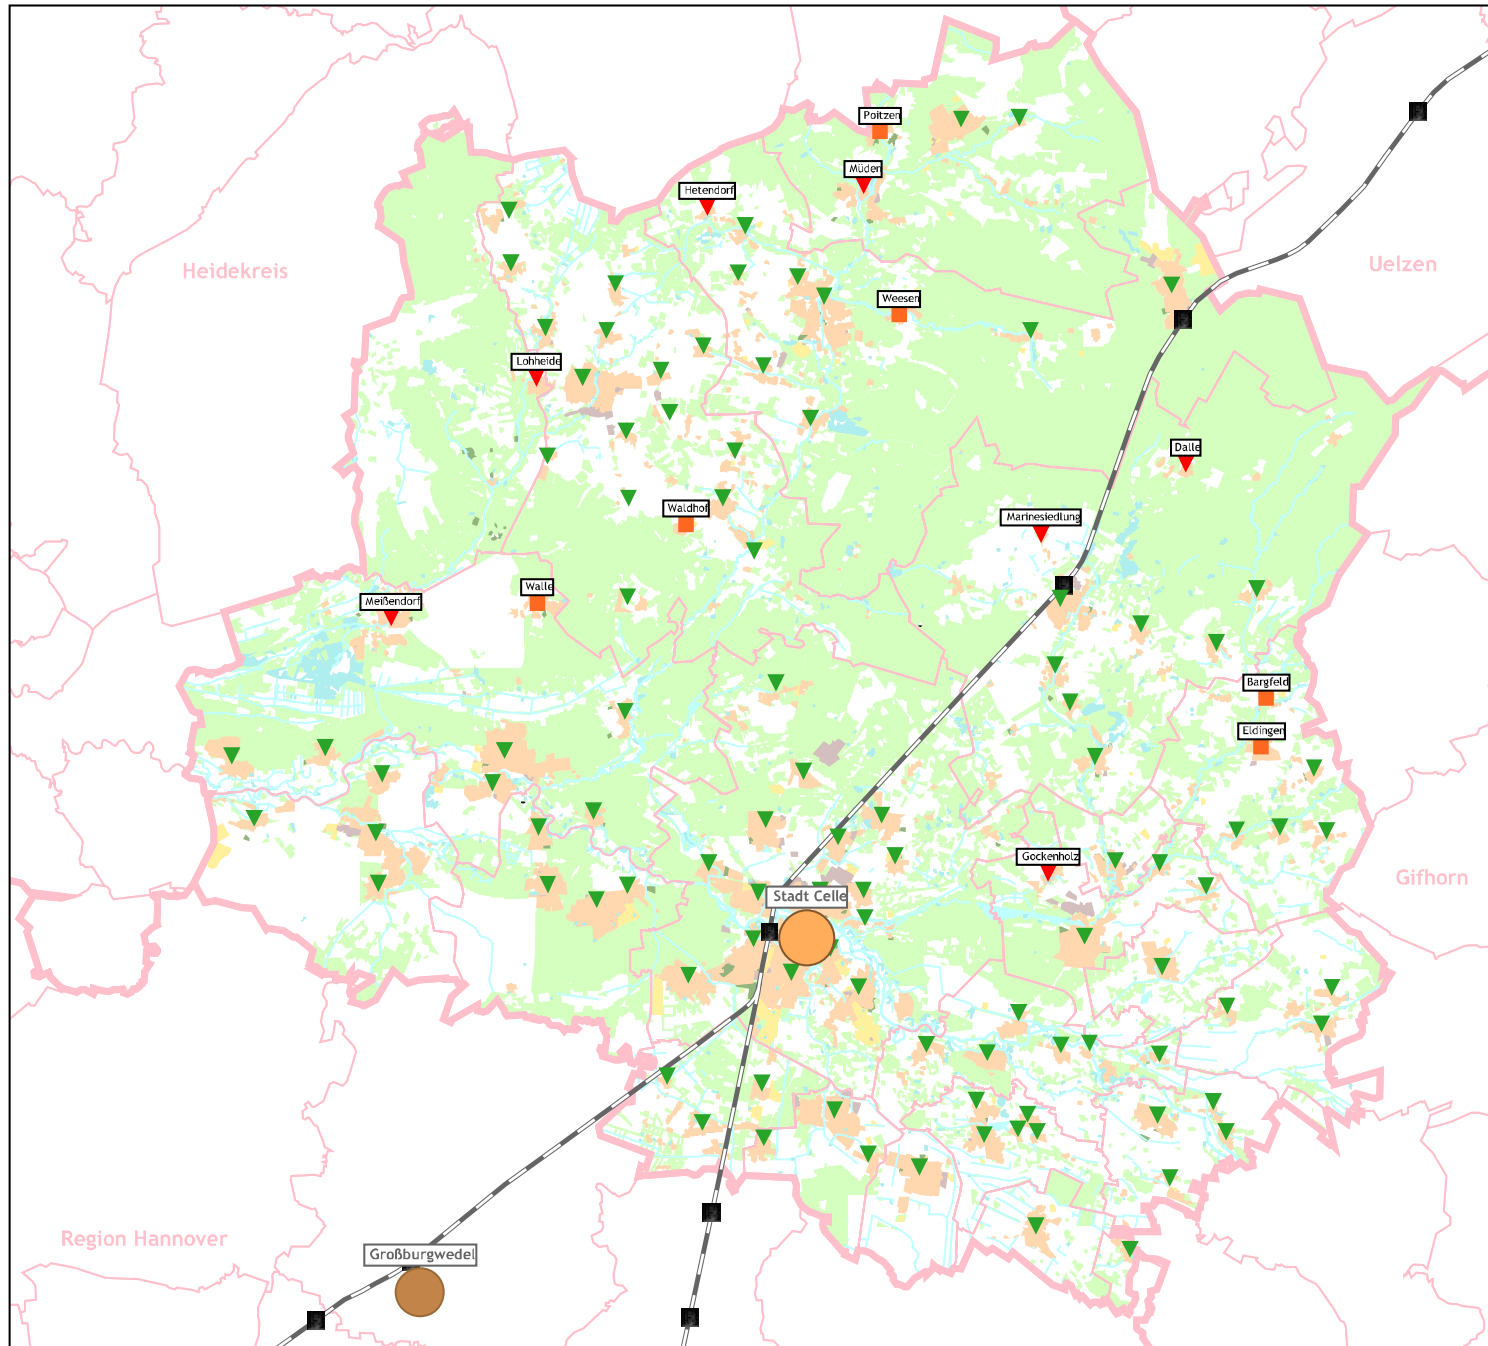 Poitzen
Müden
Hetendorf
Heidekreis
Uelzen
Weesen
Lohheide
Dalle
Waldhof
Marinesiedlung
Walle
Meißendorf
Bargfeld
Eldingen
Gockenholz
Gifhorn
Stadt Celle
Region Hannover
Großburgwedel